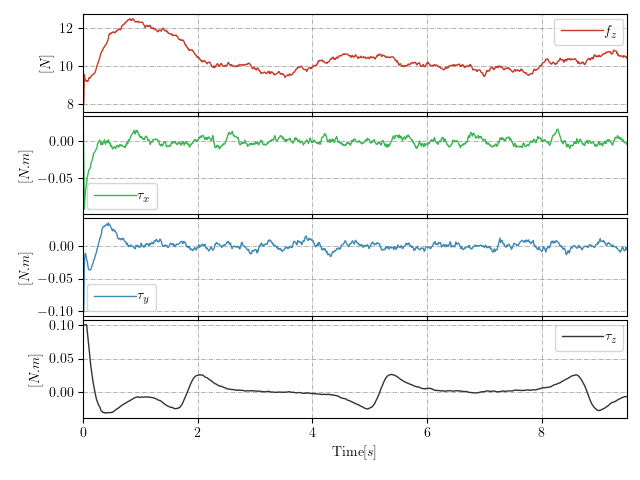 12
10
8
[N]
f_z
0.00
−0.05
[N.m]
τ_x
0.00
−0.05
−0.10
[N.m]
τ_y
0.10
0.05
0.00
[N.m]
τ_z
0 2 4 6 8
Time[s]